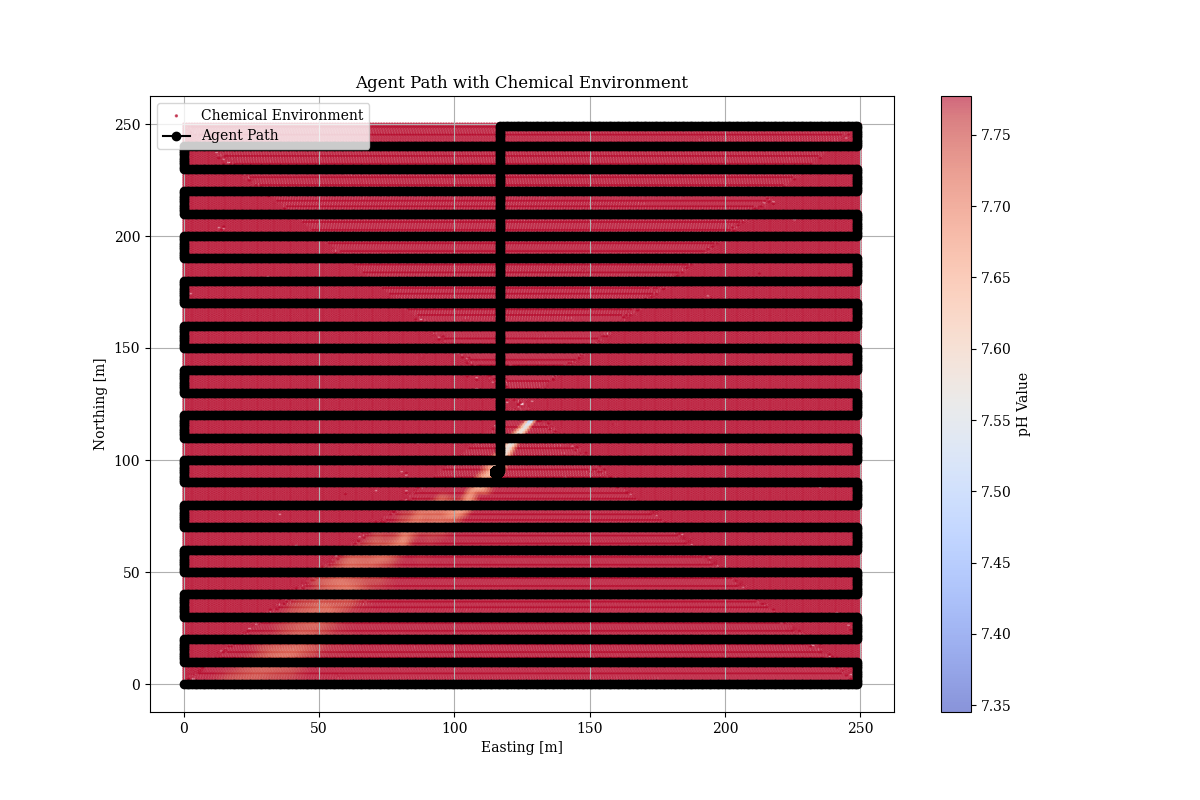 Agent Path with Chemical Environment
Chemical Environment
Agent Path
250
200
150
100
50
0
Northing [m]
0 50 100 150 200 250
Easting [m]
7.75
7.70
7.65
7.60
7.55
7.50
7.45
7.40
7.35
pH Value